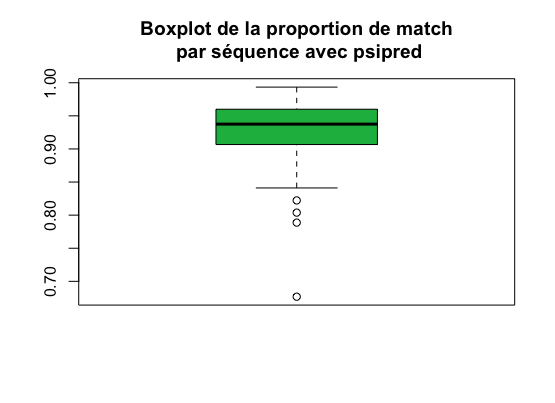 Boxplot de la proportion de match
par séquence avec psipred
1.00
0.90
0.80
0.70